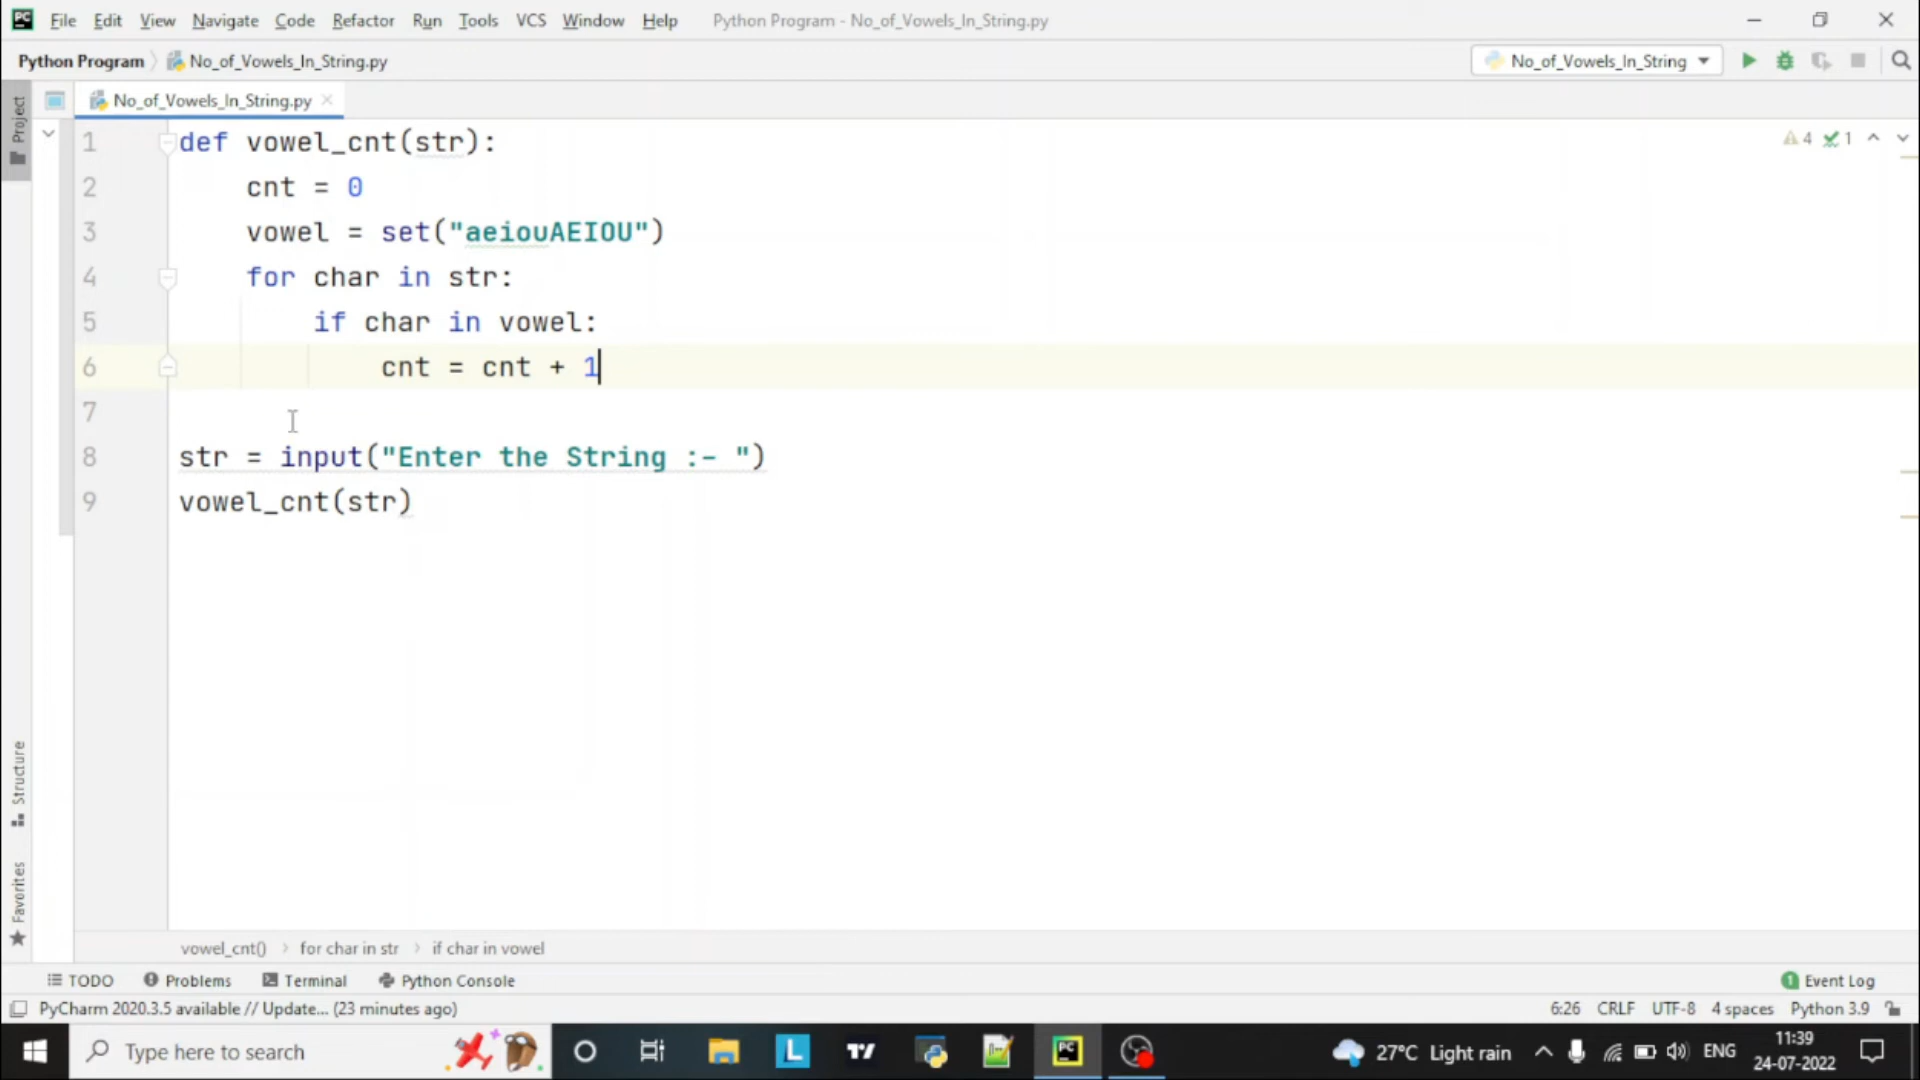 File Edit View Navigate Code Refactor Run Tools VCS Window Help Python Program - No_of_Vowels_In_String.py
Python Program No_of_Vowels_In_String.py No_of_Vowels_In_String
Project
No_of_Vowels_In_String.py
1 def vowel_cnt(str): 4 1
2 cnt = 0
3 vowel = set("aeiouAEIOU")
4 for char in str:
5 if char in vowel:
6 cnt = cnt + 1
7
8 str = input("Enter the String :- ")
9 vowel_cnt(str)
Structure
Favorites
vowel_cnt() › for char in str › if char in vowel
TODO Problems Terminal Python Console 1 Event Log
PyCharm 2020.3.5 available // Update... (23 minutes ago) 6:26 CRLF UTF-8 4 spaces Python 3.9
Type here to search 27°C Light rain ENG 11:39
24-07-2022